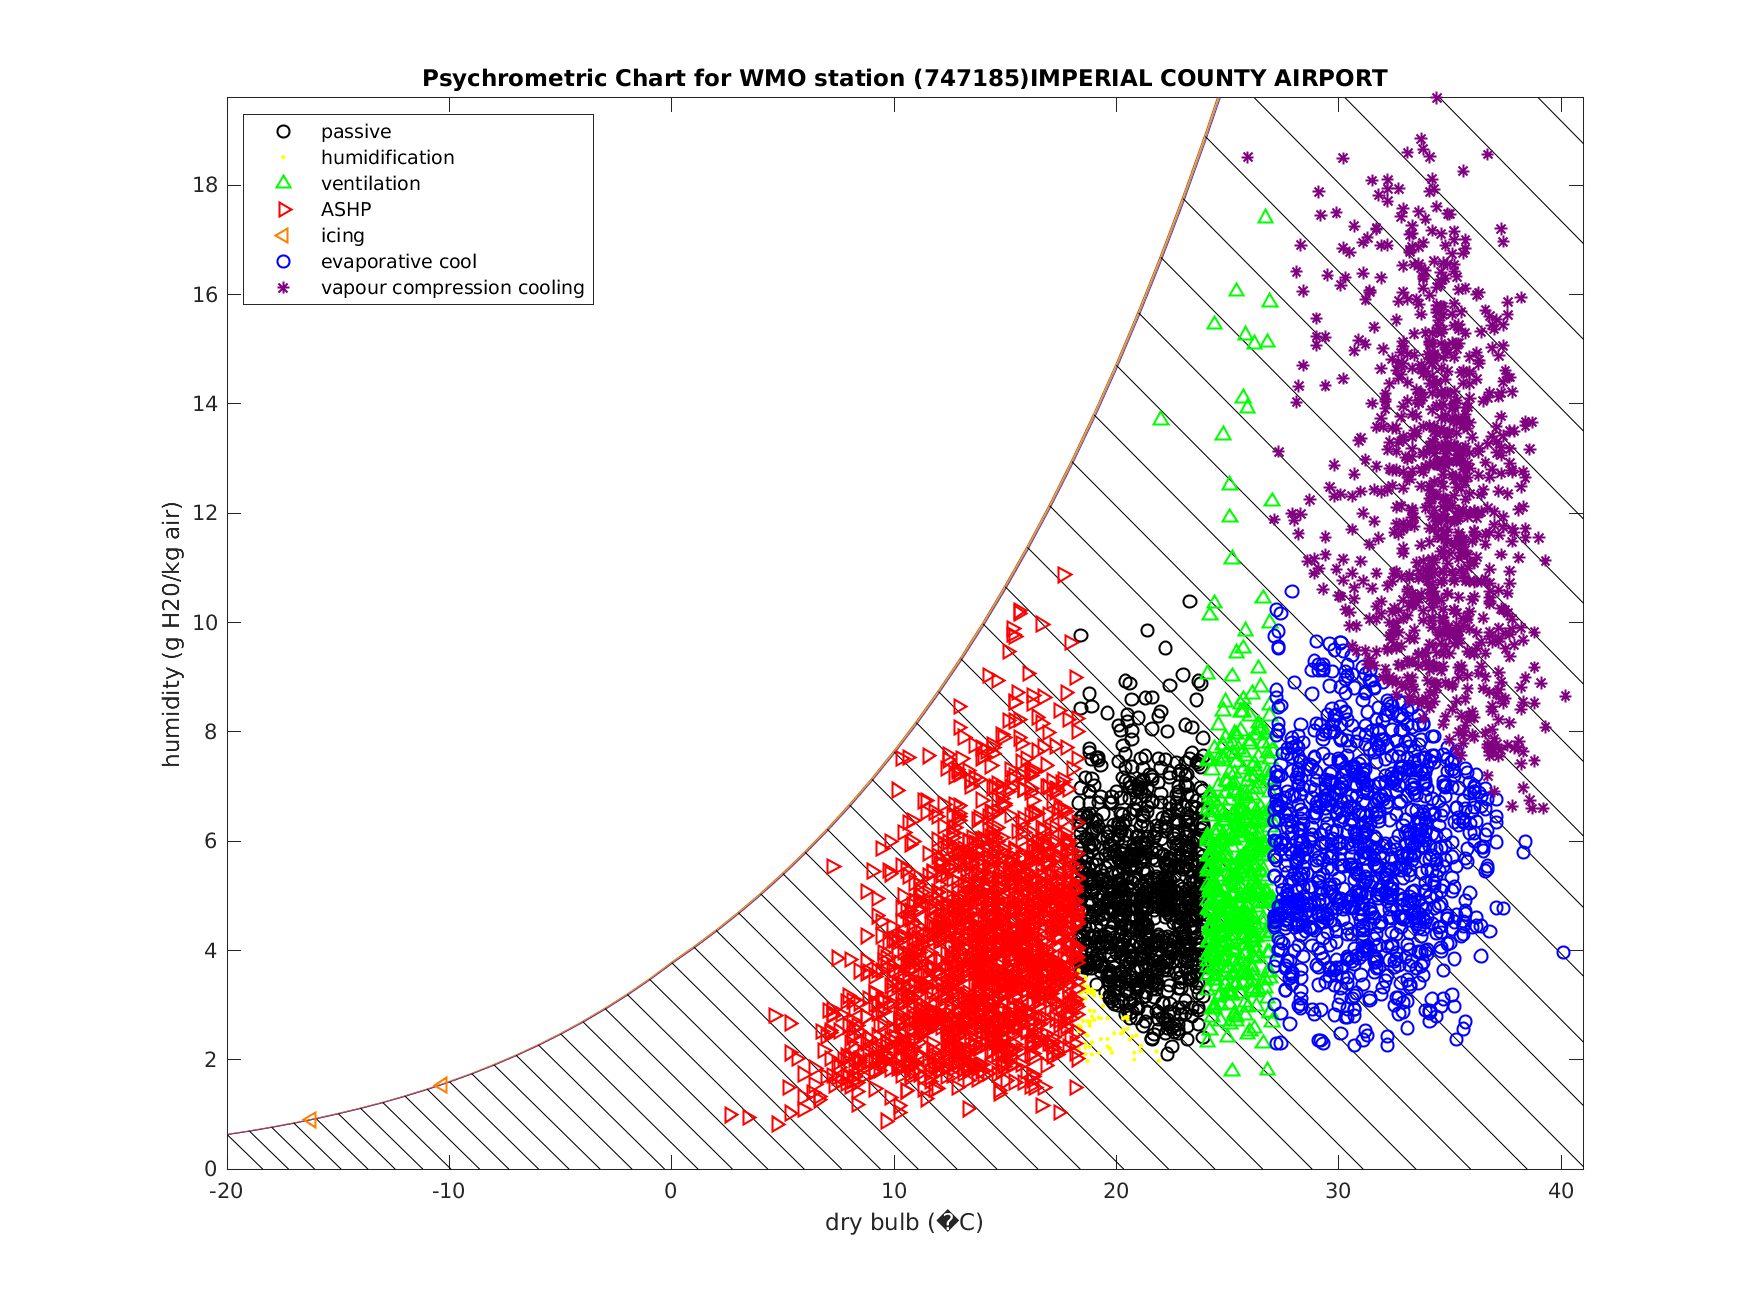 Psychrometric Chart for WMO station (747185)IMPERIAL COUNTY AIRPORT
passive
humidification
ventilation
ASHP
icing
evaporative cool
vapour compression cooling
humidity (g H20/kg air)
18
16
14
12
10
8
6
4
2
0
-20 -10 0 10 20 30 40
dry bulb (�C)